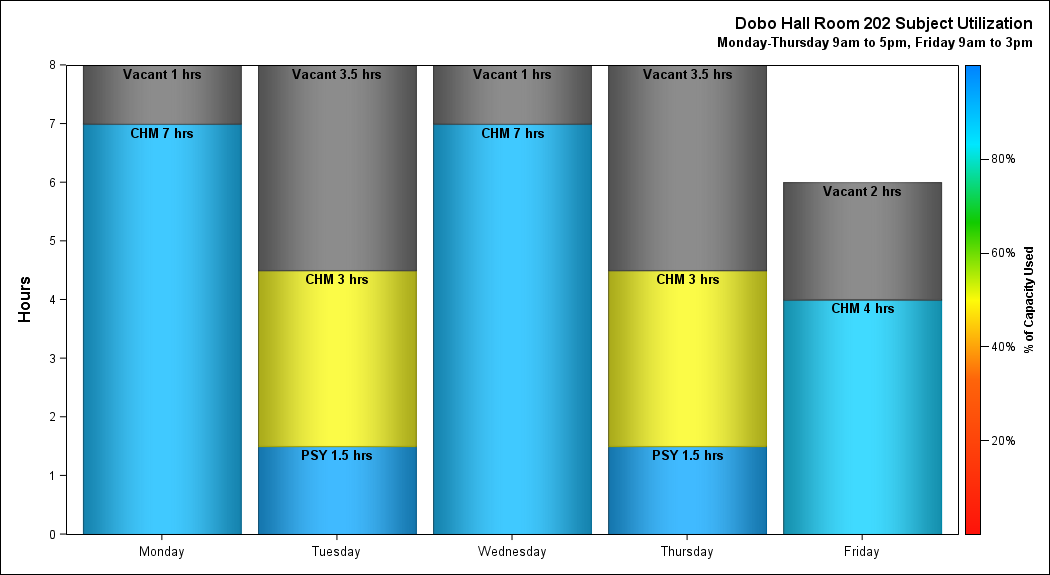 Dobo Hall Room 202 Subject Utilization
Monday-Thursday 9am to 5pm, Friday 9am to 3pm
Hours
8
7
6
5
4
3
2
1
0
Vacant 1 hrs
CHM 7 hrs
Vacant 3.5 hrs
CHM 3 hrs
PSY 1.5 hrs
Vacant 1 hrs
CHM 7 hrs
Vacant 3.5 hrs
CHM 3 hrs
PSY 1.5 hrs
Vacant 2 hrs
CHM 4 hrs
Monday
Tuesday
Wednesday
Thursday
Friday
80%
60%
40%
20%
% of Capacity Used